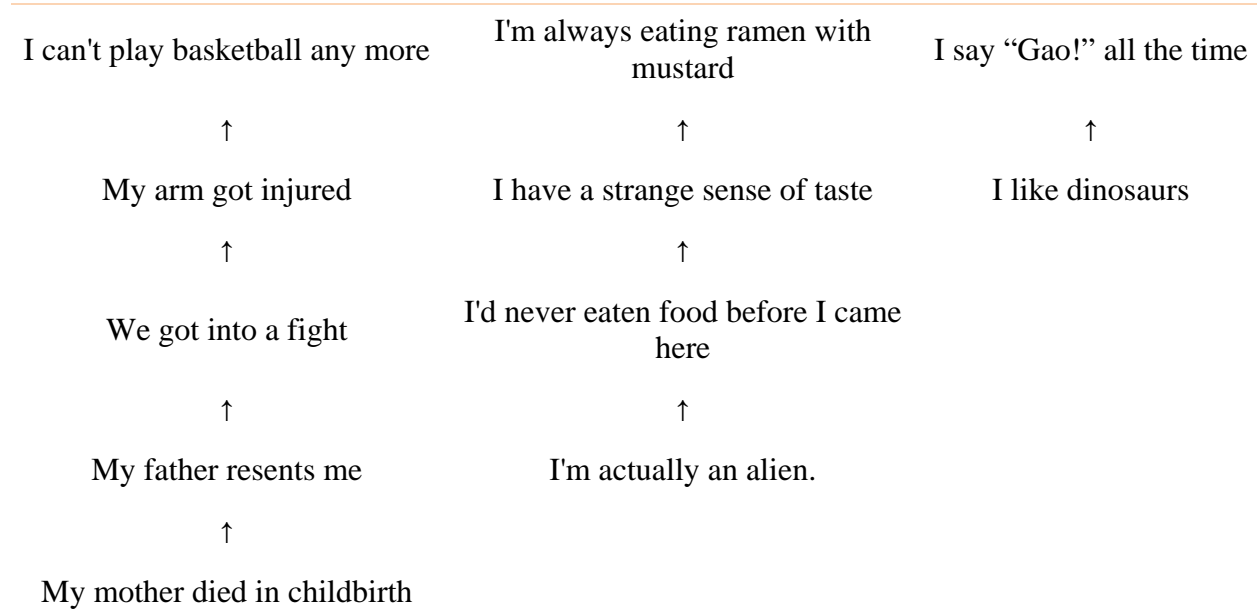 I can't play basketball any more
↑
My arm got injured
↑
We got into a fight
↑
My father resents me
↑
My mother died in childbirth
I'm always eating ramen with
mustard
↑
I have a strange sense of taste
↑
I'd never eaten food before I came
here
↑
I'm actually an alien.
I say “Gao!” all the time
↑
I like dinosaurs